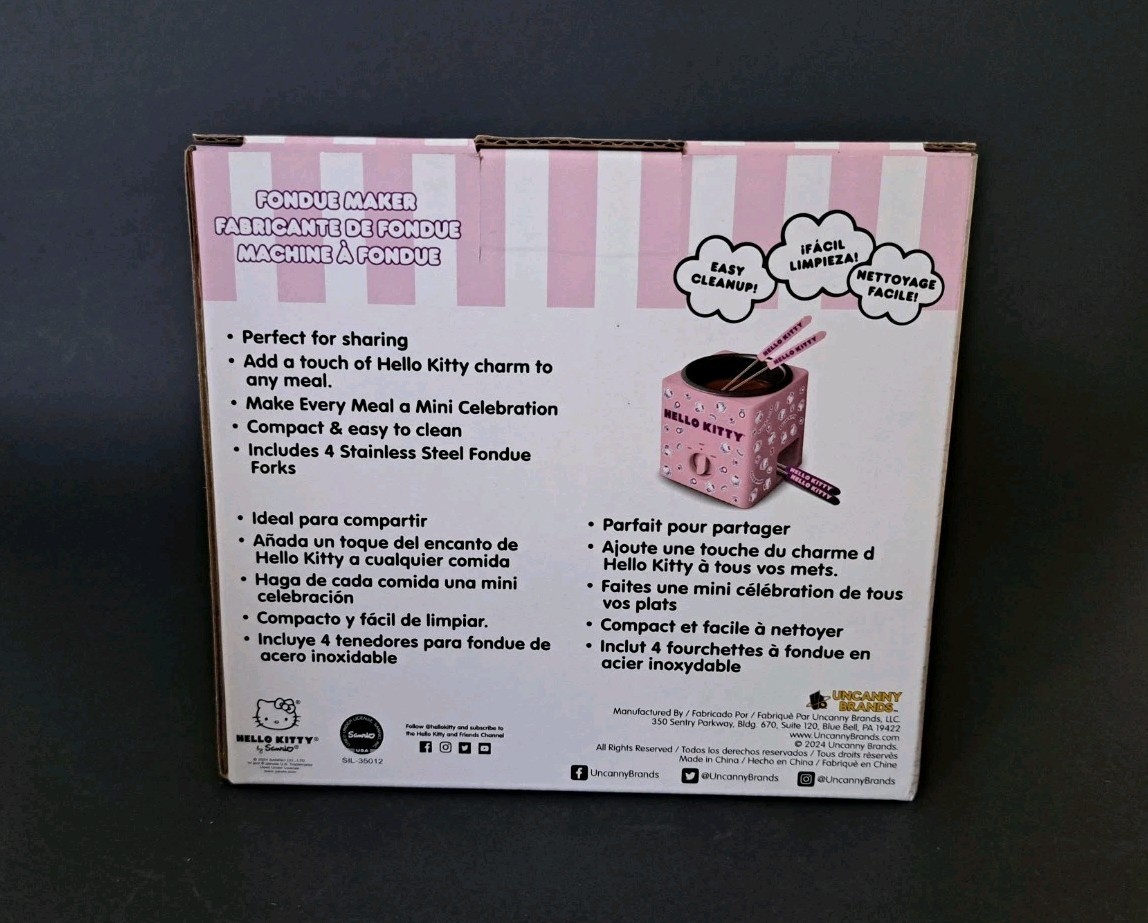 FONDUE MAKER
FABRICANTE DE FONDUE
MACHINE À FONDUE
EASY
CLEANUP!
¡FÁCIL
LIMPIEZA!
NETTOYAGE
FACILE!
• Perfect for sharing
• Add a touch of Hello Kitty charm to
any meal.
• Make Every Meal a Mini Celebration
• Compact & easy to clean
• Includes 4 Stainless Steel Fondue
Forks
HELLO KITTY
HELLO KITTY
HELLO KITTY
HELLO KITTY
HELLO KITTY
• Ideal para compartir
• Añada un toque del encanto de
Hello Kitty a cualquier comida
• Haga de cada comida una mini
celebración
• Compacto y fácil de limpiar.
• Incluye 4 tenedores para fondue de
acero inoxidable
• Parfait pour partager
• Ajoute une touche du charme d
Hello Kitty à tous vos mets.
• Faites une mini célébration de tous
vos plats
• Compact et facile à nettoyer
• Inclut 4 fourchettes à fondue en
acier inoxydable
HELLO KITTY®
by Sanrio®
Sanrio
USA
SIL-35012
Follow @hellokitty and subscribe to
the Hello Kitty and Friends Channel
UNCANNY
BRANDS
Manufactured By / Fabricado Por / Fabriqué Par Uncanny Brands, LLC
350 Sentry Parkway, Bldg. 670, Suite 120, Blue Bell, PA 19422
www.UncannyBrands.com
© 2024 Uncanny Brands.
All Rights Reserved / Todos los derechos reservados / Tous droits réservés
Made in China / Hecho en China / Fabriqué en Chine
UncannyBrands
@UncannyBrands
@UncannyBrands